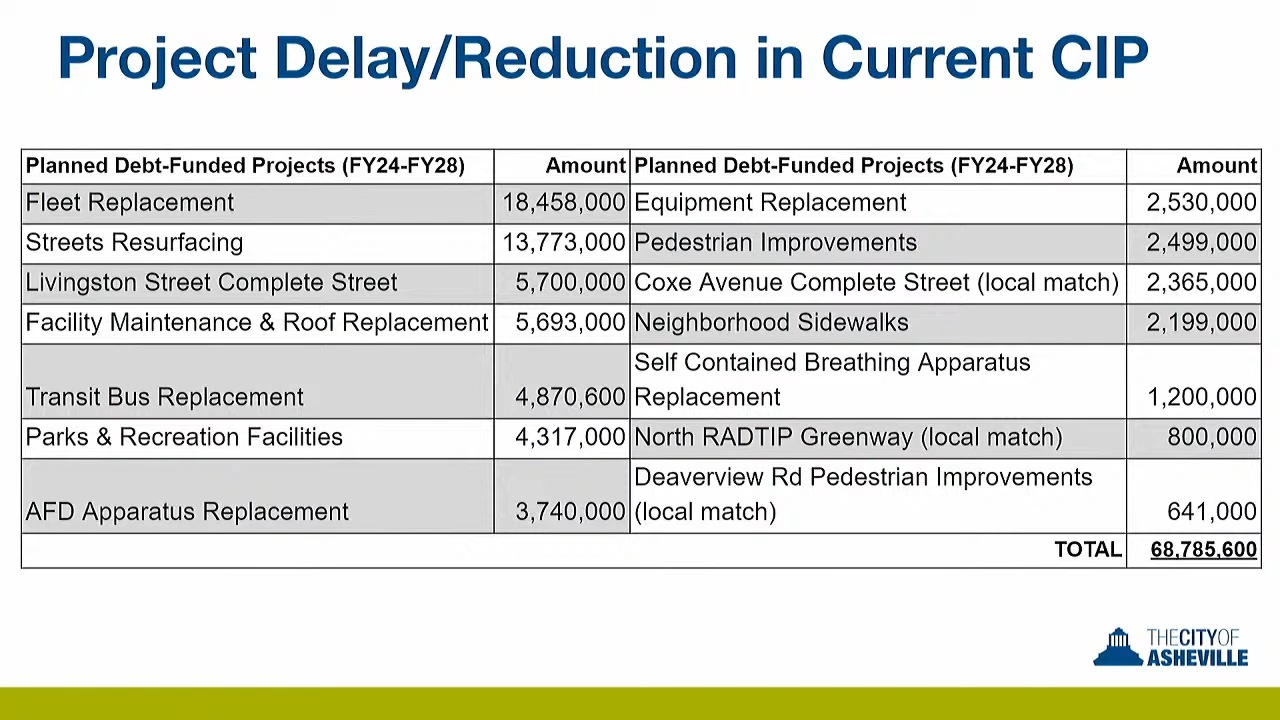 Project Delay/Reduction in Current CIP
Planned Debt-Funded Projects (FY24-FY28) Amount Planned Debt-Funded Projects (FY24-FY28) Amount
Fleet Replacement 18,458,000 Equipment Replacement 2,530,000
Streets Resurfacing 13,773,000 Pedestrian Improvements 2,499,000
Livingston Street Complete Street 5,700,000 Coxe Avenue Complete Street (local match) 2,365,000
Facility Maintenance & Roof Replacement 5,693,000 Neighborhood Sidewalks 2,199,000
Self Contained Breathing Apparatus
Transit Bus Replacement 4,870,600 Replacement 1,200,000
Parks & Recreation Facilities 4,317,000 North RADTIP Greenway (local match) 800,000
Deaverview Rd Pedestrian Improvements
AFD Apparatus Replacement 3,740,000 (local match) 641,000
TOTAL 68,785,600
THE CITY OF
ASHEVILLE